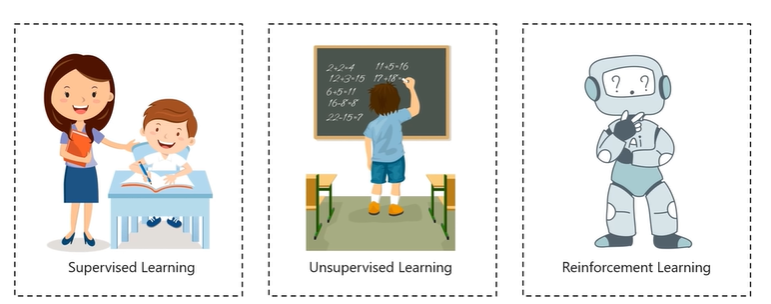 2+2=4 11+5=16
12+3=15 17+18=
6+5=11
16-8=8
22-15=7
? ?
Ai
Supervised Learning
Unsupervised Learning
Reinforcement Learning